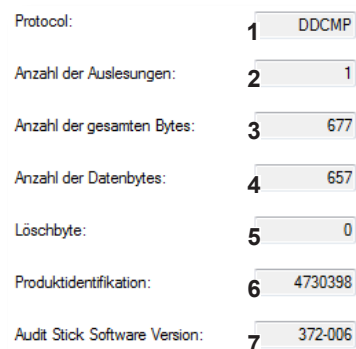 Protocol: 1 DDCMP
Anzahl der Auslesungen: 2 1
Anzahl der gesamten Bytes: 3 677
Anzahl der Datenbytes: 4 657
Löschbyte: 5 0
Produktidentifikation: 6 4730398
Audit Stick Software Version: 7 372-006